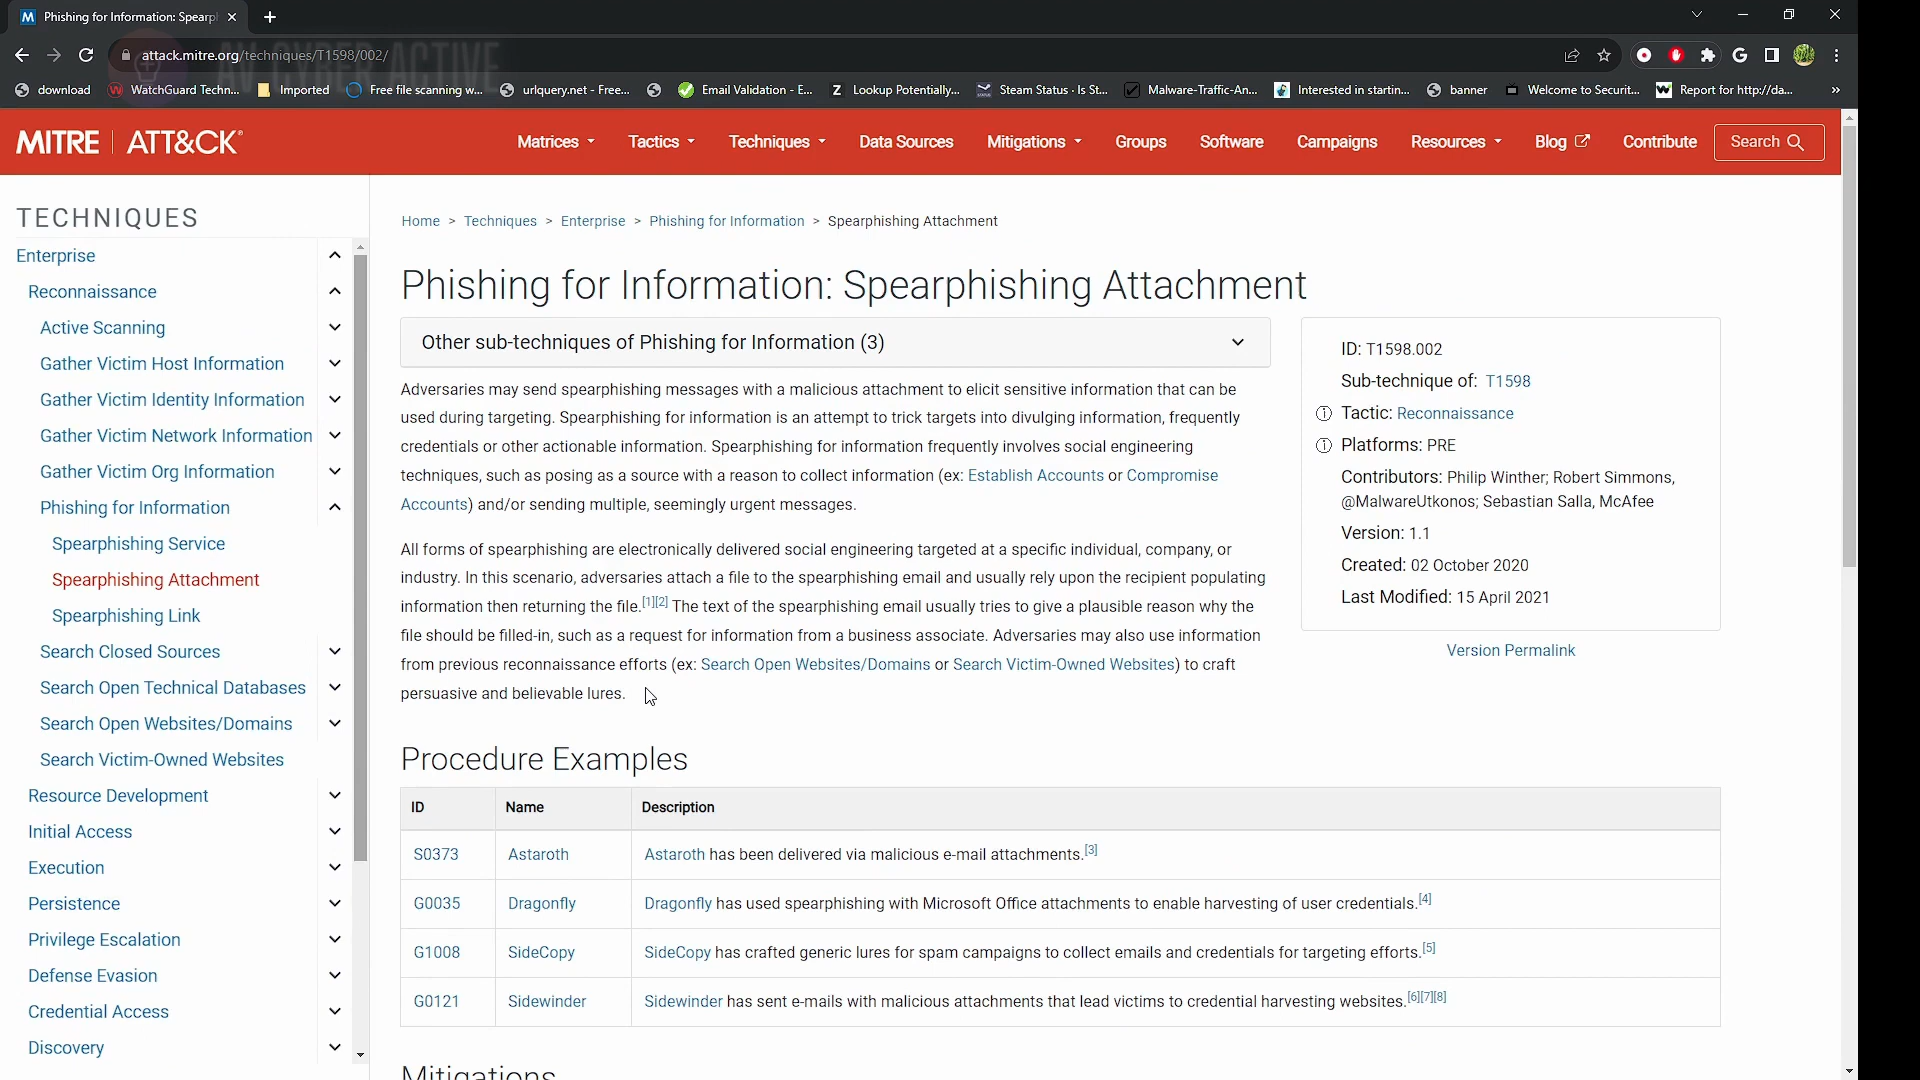 Phishing for Information: Spearp
attack.mitre.org/techniques/T1598/002/
download
WatchGuard Techn...
Imported
Free file scanning w...
urlquery.net - Free...
Email Validation - E...
Lookup Potentially...
Steam Status · Is St...
Malware-Traffic-An...
Interested in startin...
banner
Welcome to Securit...
Report for http://da...
MITRE | ATT&CK®
Matrices
Tactics
Techniques
Data Sources
Mitigations
Groups
Software
Campaigns
Resources
Blog
Contribute
Search
TECHNIQUES
Enterprise
Reconnaissance
Active Scanning
Gather Victim Host Information
Gather Victim Identity Information
Gather Victim Network Information
Gather Victim Org Information
Phishing for Information
Spearphishing Service
Spearphishing Attachment
Spearphishing Link
Search Closed Sources
Search Open Technical Databases
Search Open Websites/Domains
Search Victim-Owned Websites
Resource Development
Initial Access
Execution
Persistence
Privilege Escalation
Defense Evasion
Credential Access
Discovery
Home > Techniques > Enterprise > Phishing for Information > Spearphishing Attachment
Phishing for Information: Spearphishing Attachment
Other sub-techniques of Phishing for Information (3)
Adversaries may send spearphishing messages with a malicious attachment to elicit sensitive information that can be
used during targeting. Spearphishing for information is an attempt to trick targets into divulging information, frequently
credentials or other actionable information. Spearphishing for information frequently involves social engineering
techniques, such as posing as a source with a reason to collect information (ex: Establish Accounts or Compromise
Accounts) and/or sending multiple, seemingly urgent messages.
All forms of spearphishing are electronically delivered social engineering targeted at a specific individual, company, or
industry. In this scenario, adversaries attach a file to the spearphishing email and usually rely upon the recipient populating
information then returning the file.[1][2] The text of the spearphishing email usually tries to give a plausible reason why the
file should be filled-in, such as a request for information from a business associate. Adversaries may also use information
from previous reconnaissance efforts (ex: Search Open Websites/Domains or Search Victim-Owned Websites) to craft
persuasive and believable lures.
ID: T1598.002
Sub-technique of: T1598
Tactic: Reconnaissance
Platforms: PRE
Contributors: Philip Winther; Robert Simmons,
@MalwareUtkonos; Sebastian Salla, McAfee
Version: 1.1
Created: 02 October 2020
Last Modified: 15 April 2021
Version Permalink
Procedure Examples
ID Name Description
S0373 Astaroth Astaroth has been delivered via malicious e-mail attachments.[3]
G0035 Dragonfly Dragonfly has used spearphishing with Microsoft Office attachments to enable harvesting of user credentials.[4]
G1008 SideCopy SideCopy has crafted generic lures for spam campaigns to collect emails and credentials for targeting efforts.[5]
G0121 Sidewinder Sidewinder has sent e-mails with malicious attachments that lead victims to credential harvesting websites.[6][7][8]
Mitigations